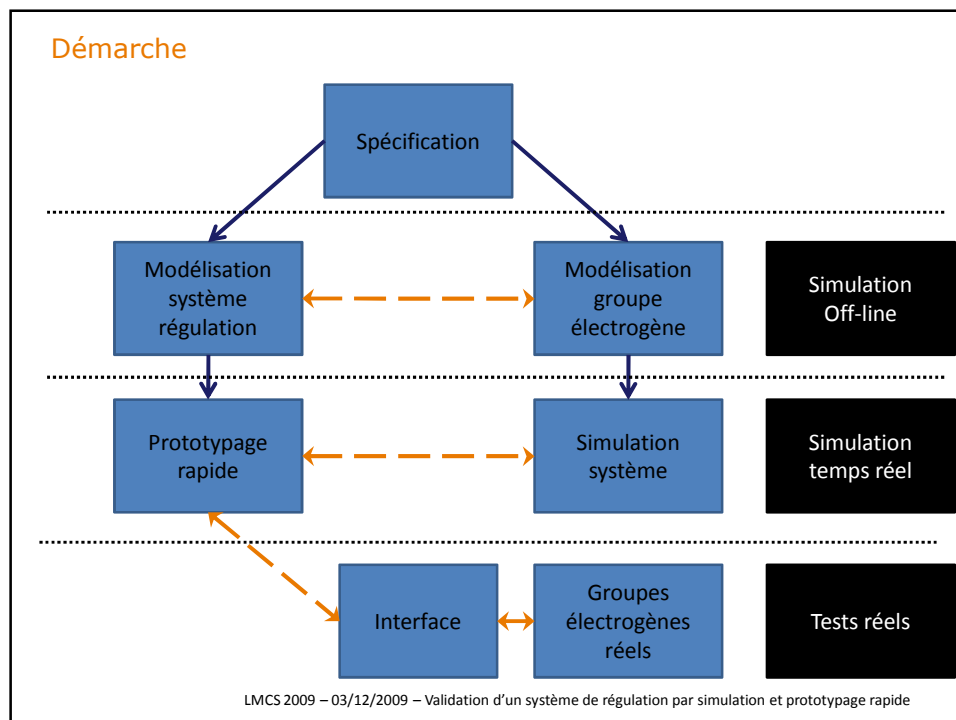 Démarche
Spécification
Modélisation
système
régulation
Modélisation
groupe
électrogène
Simulation
Off-line
Prototypage
rapide
Simulation
système
Simulation
temps réel
Interface
Groupes
électrogènes
réels
Tests réels
LMCS 2009 – 03/12/2009 – Validation d'un système de régulation par simulation et prototypage rapide